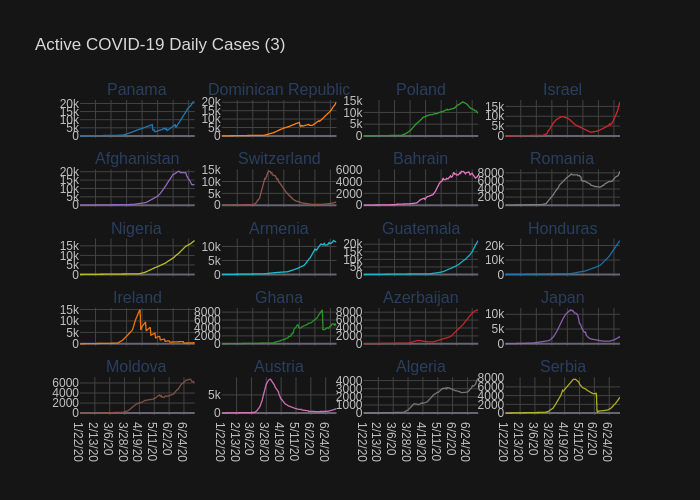 Active COVID-19 Daily Cases (3)
Panama
Dominican Republic
Poland
Israel
20k
15k
10k
5k
0
20k
15k
10k
5k
0
15k
10k
5k
0
15k
10k
5k
0
Afghanistan
Switzerland
Bahrain
Romania
20k
15k
10k
5k
0
15k
10k
5k
0
6000
4000
2000
0
8000
6000
4000
2000
0
Nigeria
Armenia
Guatemala
Honduras
15k
10k
5k
0
10k
5k
0
20k
15k
10k
5k
0
20k
10k
0
Ireland
Ghana
Azerbaijan
Japan
15k
10k
5k
0
8000
6000
4000
2000
0
8000
6000
4000
2000
0
10k
5k
0
Moldova
Austria
Algeria
Serbia
6000
4000
2000
0
5k
0
4000
3000
2000
1000
0
8000
6000
4000
2000
0
1/22/20
2/13/20
3/6/20
3/28/20
4/19/20
5/11/20
6/2/20
6/24/20
1/22/20
2/13/20
3/6/20
3/28/20
4/19/20
5/11/20
6/2/20
6/24/20
1/22/20
2/13/20
3/6/20
3/28/20
4/19/20
5/11/20
6/2/20
6/24/20
1/22/20
2/13/20
3/6/20
3/28/20
4/19/20
5/11/20
6/2/20
6/24/20